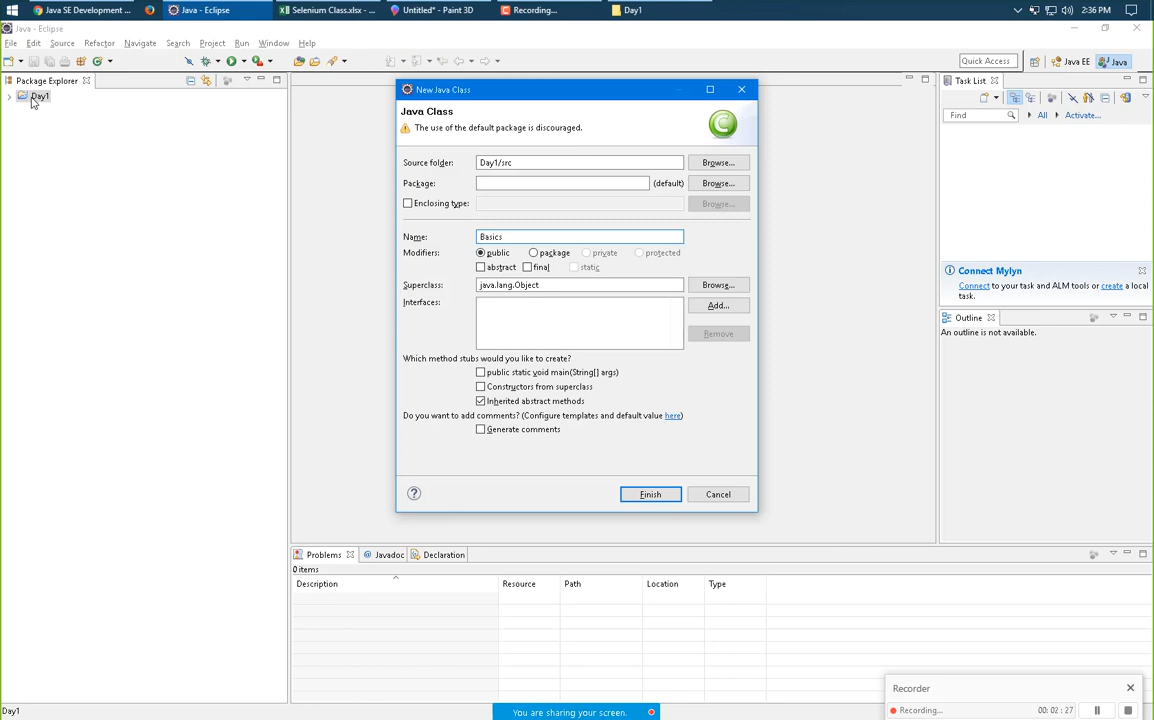 Java SE Development ...
Java - Eclipse
Selenium Class.xlsx - ...
Untitled* - Paint 3D
Recording...
Day1
2:36 PM
Java - Eclipse
File Edit Source Refactor Navigate Search Project Run Window Help
Quick Access
Java EE
Java
Package Explorer
Day1
New Java Class
Java Class
The use of the default package is discouraged.
Source folder: Day1/src Browse...
Package: (default) Browse...
Enclosing type: Browse...
Name: Basics
Modifiers: public package private protected
abstract final static
Superclass: java.lang.Object Browse...
Interfaces: Add...
Remove
Which method stubs would you like to create?
public static void main(String[] args)
Constructors from superclass
Inherited abstract methods
Do you want to add comments? (Configure templates and default value here)
Generate comments
Finish Cancel
Task List
Find All Activate...
Connect Mylyn
Connect to your task and ALM tools or create a local
task.
Outline
An outline is not available.
Problems @ Javadoc Declaration
0 items
Description Resource Path Location Type
Recorder
Recording... 00 : 02 : 27
Day1
You are sharing your screen.